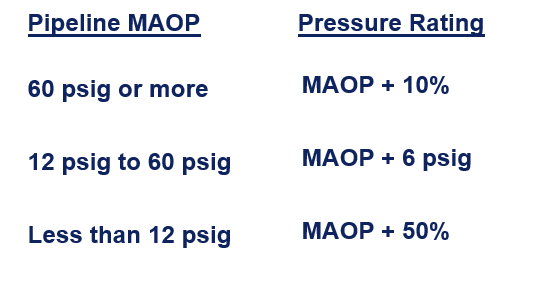 Pipeline MAOP Pressure Rating
60 psig or more MAOP + 10%
12 psig to 60 psig MAOP + 6 psig
Less than 12 psig MAOP + 50%